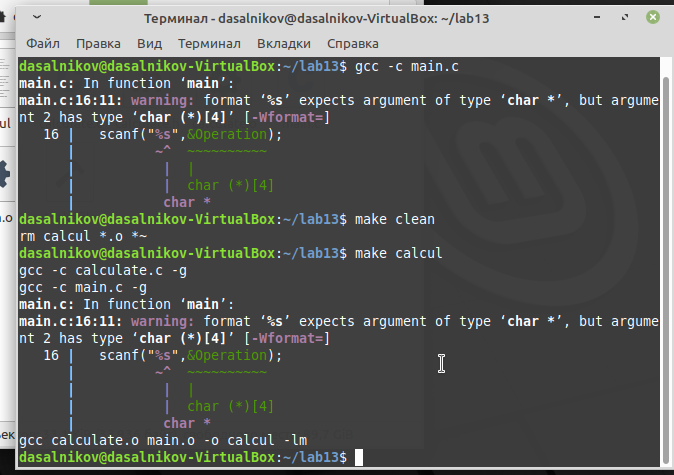 Терминал - dasalnikov@dasalnikov-VirtualBox: ~/lab13
Файл Правка Вид Терминал Вкладки Справка
dasalnikov@dasalnikov-VirtualBox:~/lab13$ gcc -c main.c
main.c: In function ‘main’:
main.c:16:11: warning: format ‘%s’ expects argument of type ‘char *’, but argume
nt 2 has type ‘char (*)[4]’ [-Wformat=]
   16 |   scanf("%s",&Operation);
      |          ~^  ~~~~~~~~~~
      |           |  |
      |           |  char (*)[4]
      |           char *
dasalnikov@dasalnikov-VirtualBox:~/lab13$ make clean
rm calcul *.o *~
dasalnikov@dasalnikov-VirtualBox:~/lab13$ make calcul
gcc -c calculate.c -g
gcc -c main.c -g
main.c: In function ‘main’:
main.c:16:11: warning: format ‘%s’ expects argument of type ‘char *’, but argume
nt 2 has type ‘char (*)[4]’ [-Wformat=]
   16 |   scanf("%s",&Operation);
      |          ~^  ~~~~~~~~~~
      |           |  |
      |           |  char (*)[4]
      |           char *
gcc calculate.o main.o -o calcul -lm
dasalnikov@dasalnikov-VirtualBox:~/lab13$